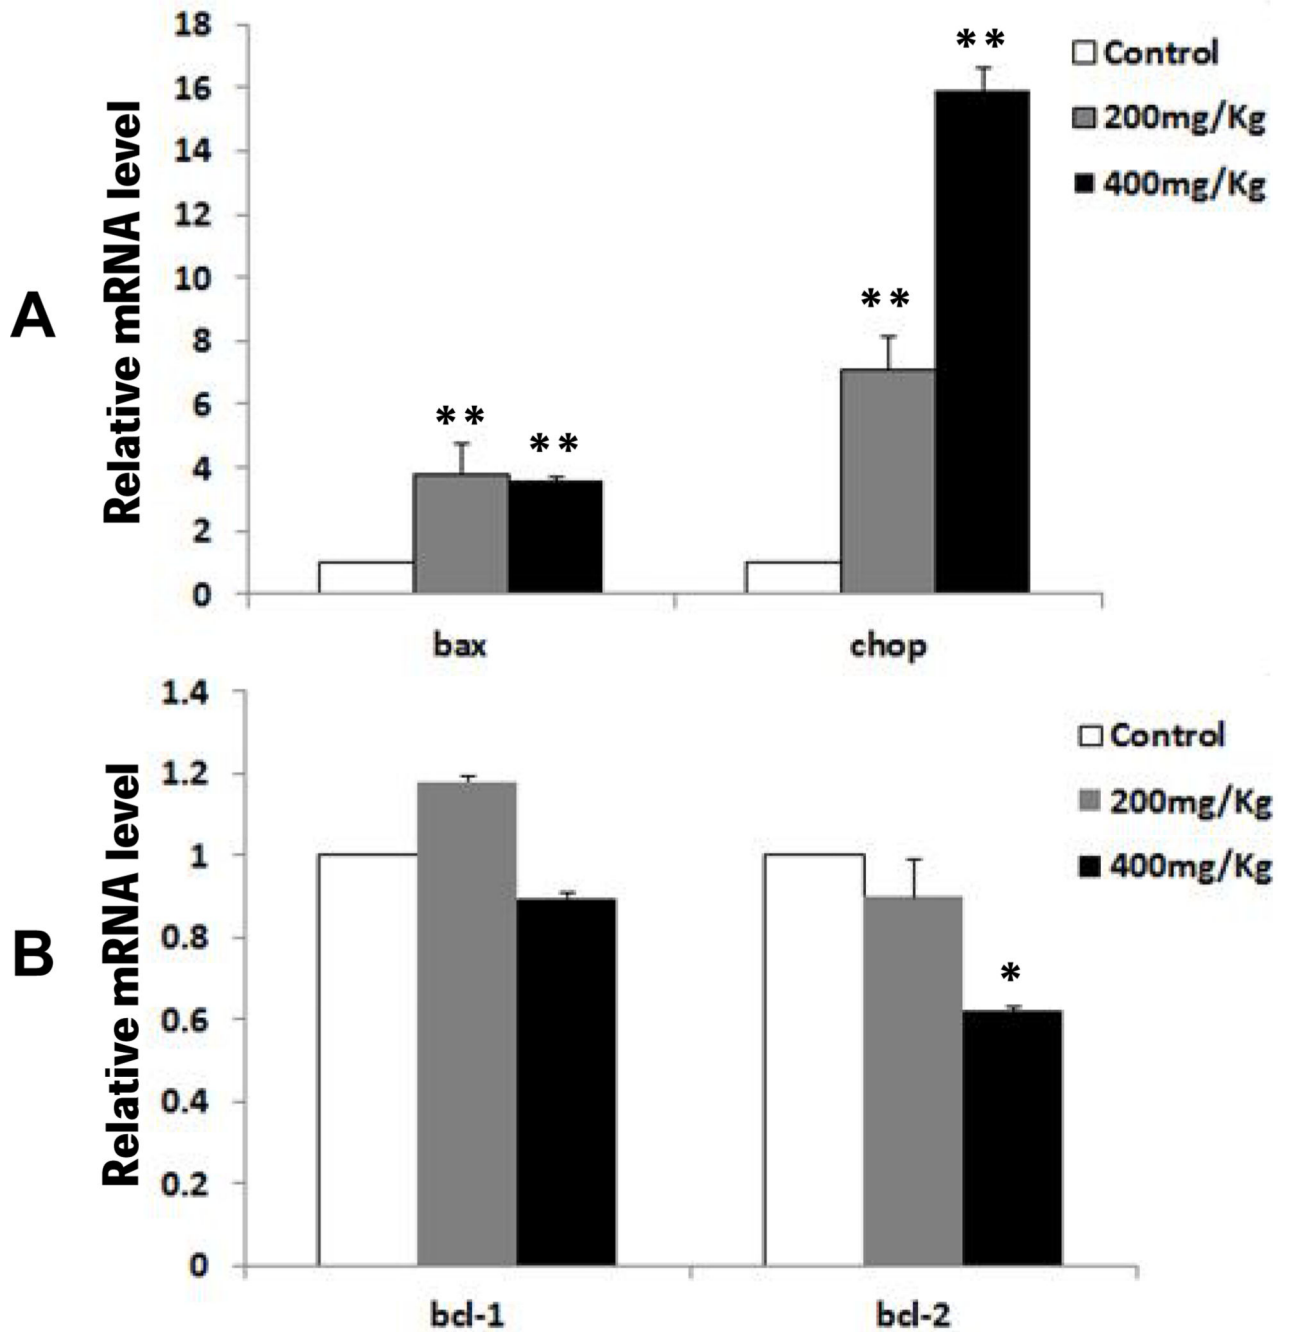 A
Relative mRNA level
18
16
14
12
10
8
6
4
2
0
**
**
**
**
bax
chop
Control
200mg/Kg
400mg/Kg
B
Relative mRNA level
1.4
1.2
1
0.8
0.6
0.4
0.2
0
*
bcl-1
bcl-2
Control
200mg/Kg
400mg/Kg